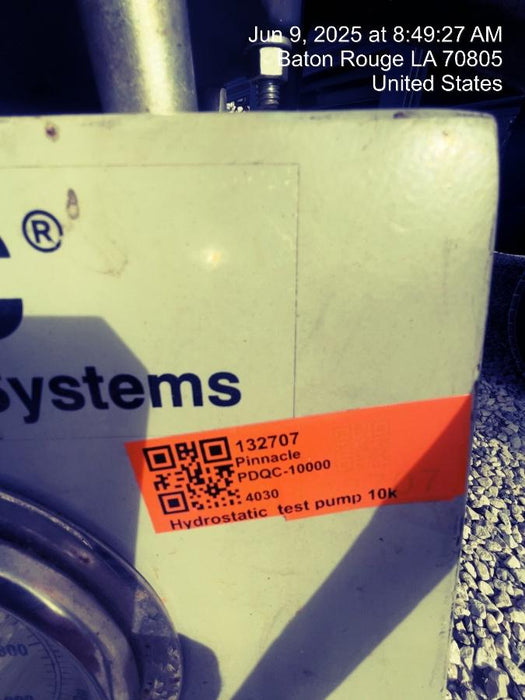 Jun 9, 2025 at 8:49:27 AM
Baton Rouge LA 70805
United States
®
Systems
132707
Pinnacle
PDQC-10000
4030
Hydrostatic test pump 10k